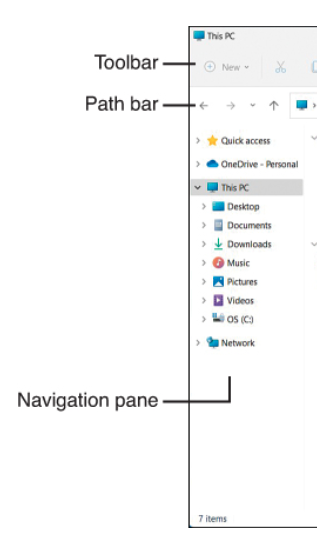 This PC
Toolbar
New
Path bar
Quick access
OneDrive - Personal
This PC
Desktop
Documents
Downloads
Music
Pictures
Videos
OS (C:)
Network
Navigation pane
7 items